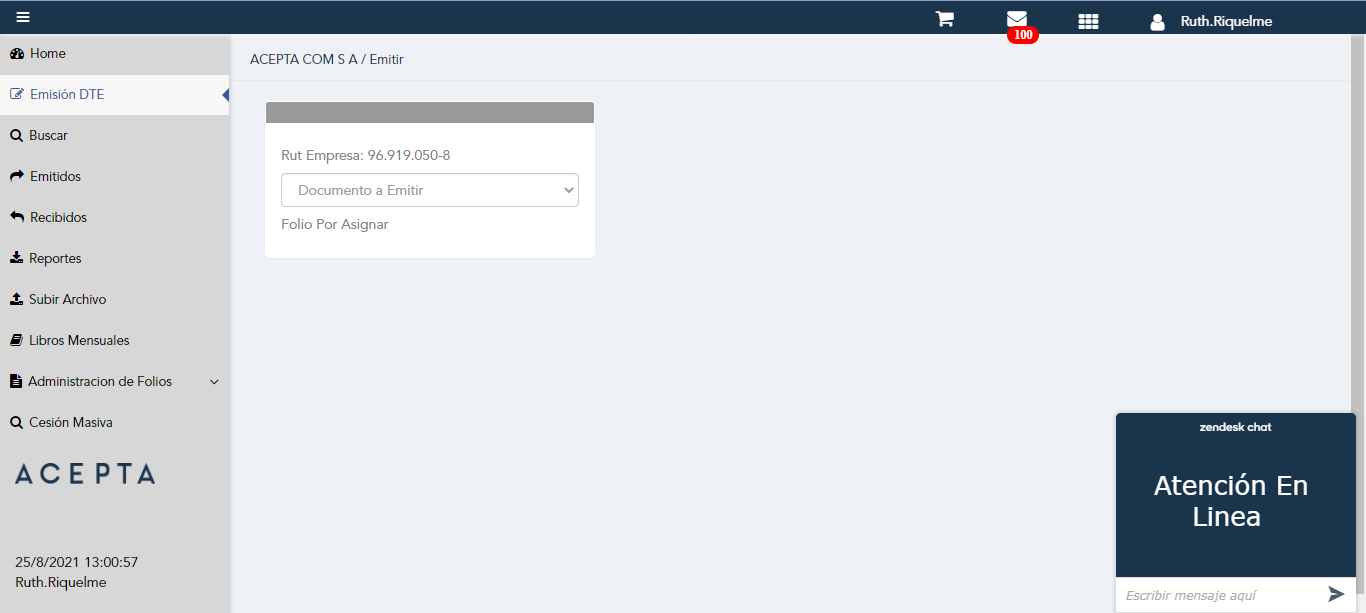 Ruth.Riquelme
100
Home
Emisión DTE
Buscar
Emitidos
Recibidos
Reportes
Subir Archivo
Libros Mensuales
Administracion de Folios
Cesión Masiva
ACEPTA
25/8/2021 13:00:57
Ruth.Riquelme
ACEPTA COM S A / Emitir
Rut Empresa: 96.919.050-8
Documento a Emitir
Folio Por Asignar
zendesk chat
Atención En
Linea
Escribir mensaje aquí